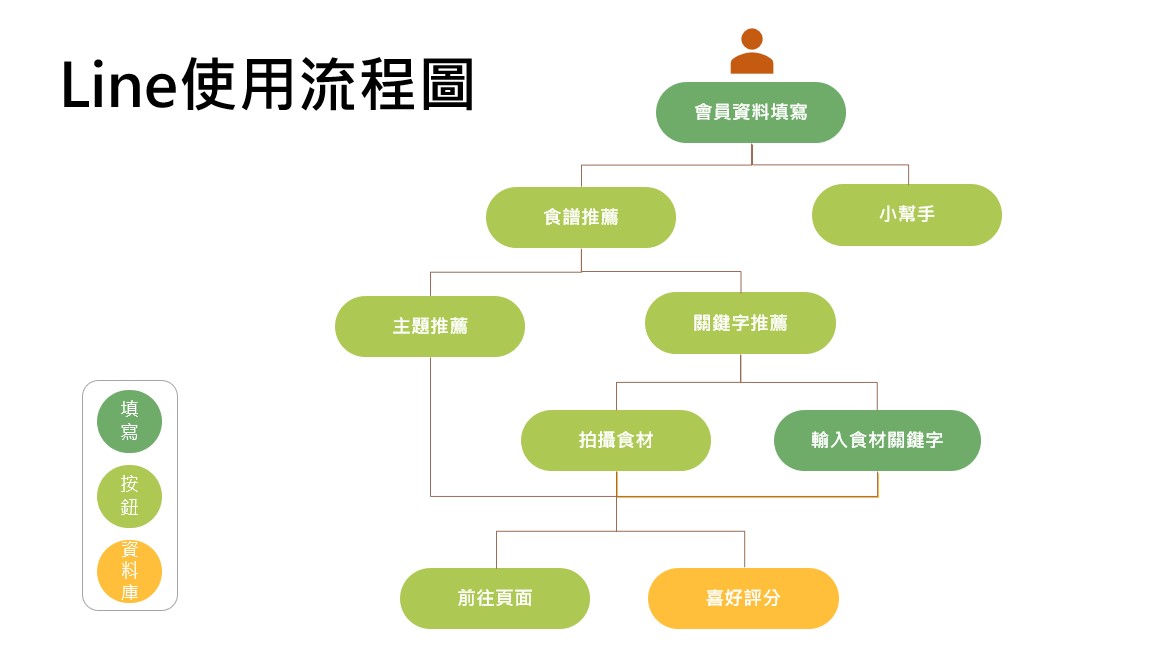 Line使用流程圖
會員資料填寫
食譜推薦
小幫手
主題推薦
關鍵字推薦
填
寫
拍攝食材
輸入食材關鍵字
按
鈕
資
料
庫
前往頁面
喜好評分